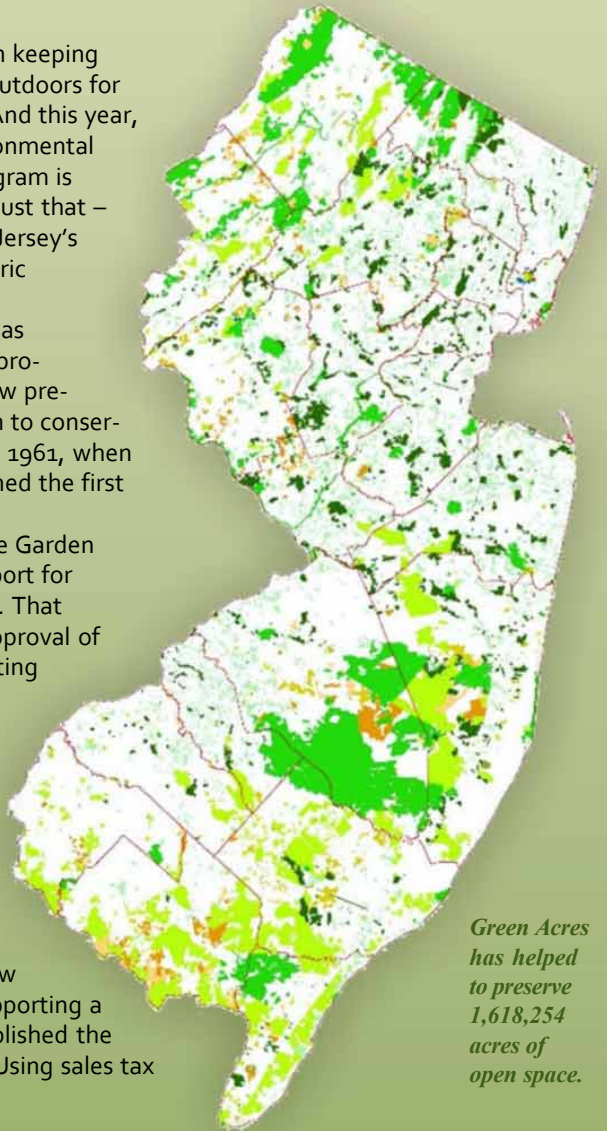 n keeping
utdoors for
And this year,
onmental
gram is
ust that –
Jersey's
ric
as
pro-
w pre-
n to conser-
1961, when
ned the first
e Garden
port for
. That
pproval of
ting
w
pporting a
blished the
Using sales tax
Green Acres
has helped
to preserve
1,618,254
acres of
open space.